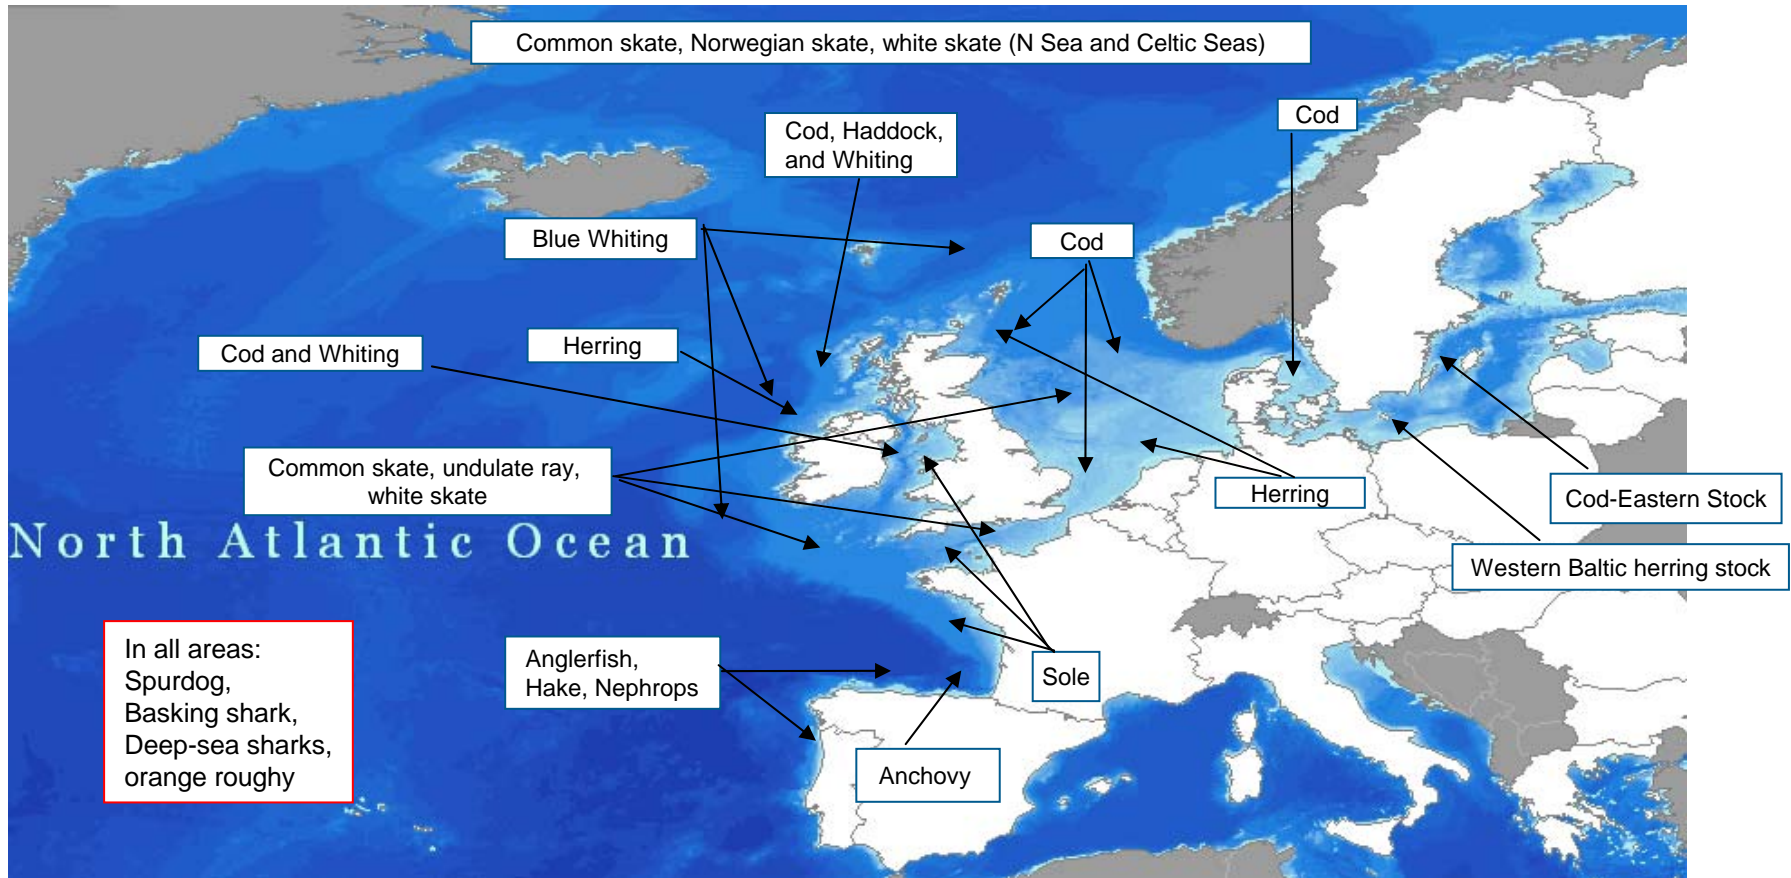 Common skate, Norwegian skate, white skate (N Sea and Celtic Seas)
Cod
Cod, Haddock,
and Whiting
Blue Whiting
Cod
Herring
Cod and Whiting
Common skate, undulate ray,
white skate
Herring
Cod-Eastern Stock
North Atlantic Ocean
Western Baltic herring stock
In all areas:
Spurdog,
Basking shark,
Deep-sea sharks,
orange roughy
Anglerfish,
Hake, Nephrops
Sole
Anchovy